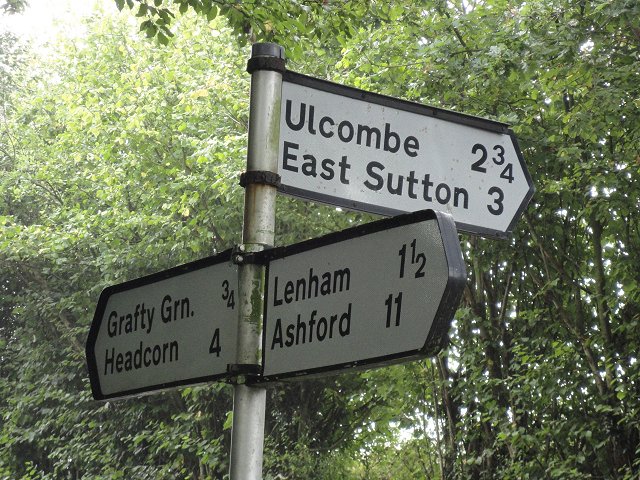 Ulcombe 2¾
East Sutton 3
Grafty Grn. ¾
Headcorn 4
Lenham 1½
Ashford 11